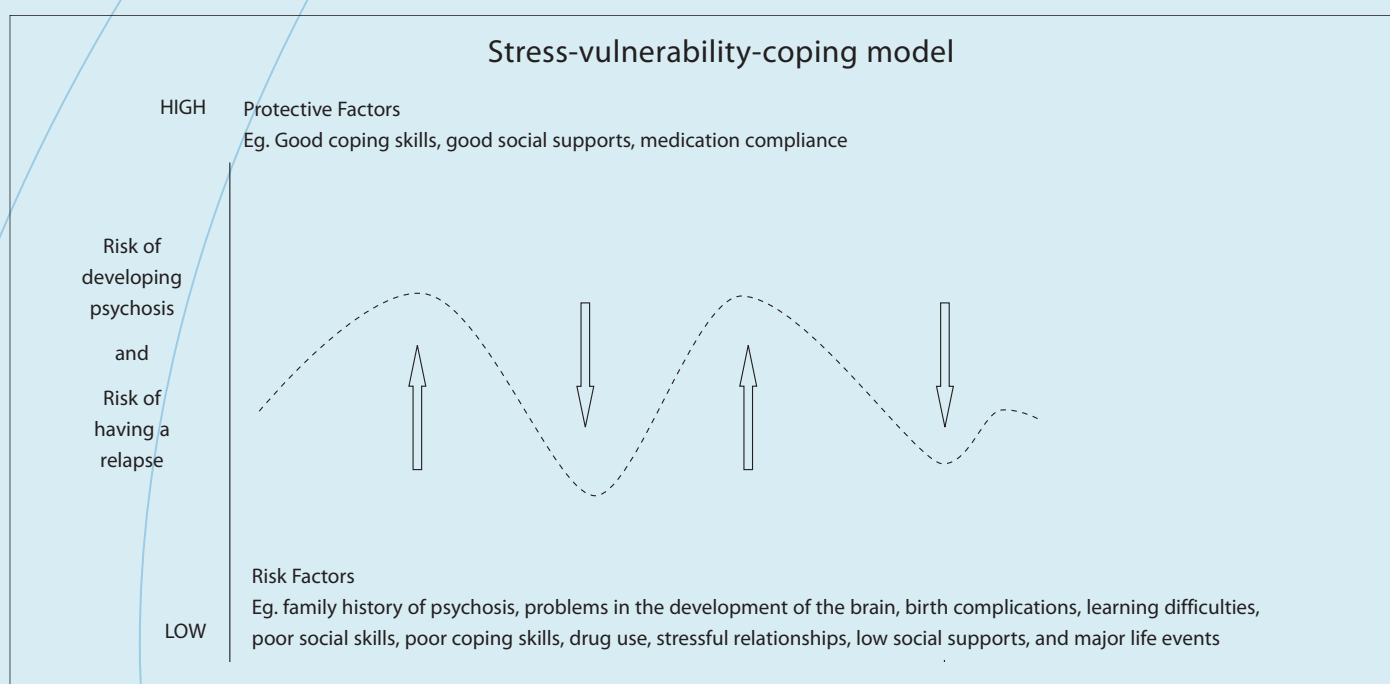 Stress-vulnerability-coping model
HIGH
Protective Factors
Eg. Good coping skills, good social supports, medication compliance
Risk of
developing
psychosis
and
Risk of
having a
relapse
Risk Factors
Eg. family history of psychosis, problems in the development of the brain, birth complications, learning difficulties,
poor social skills, poor coping skills, drug use, stressful relationships, low social supports, and major life events
LOW